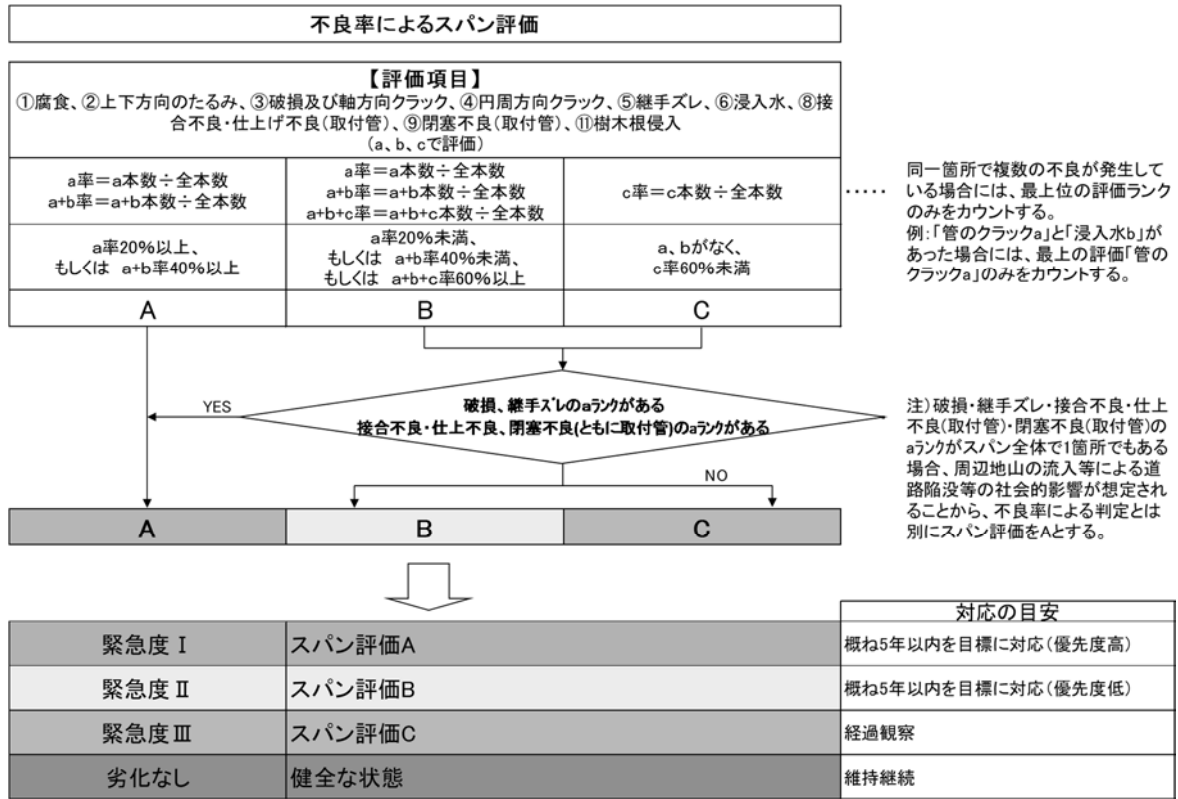 不良率によるスパン評価
【評価項目】
①腐食、②上下方向のたるみ、③破損及び軸方向クラック、④円周方向クラック、⑤継手ズレ、⑥浸入水、⑧接
合不良・仕上げ不良(取付管)、⑨閉塞不良(取付管)、⑪樹木根侵入
(a、b、cで評価)
a率=a本数÷全本数
a+b率=a+b本数÷全本数
a率=a本数÷全本数
a+b率=a+b本数÷全本数
a+b+c率=a+b+c本数÷全本数
c率=c本数÷全本数
a率20%以上、
もしくは a+b率40%以上
a率20%未満、
もしくは a+b率40%未満、
もしくは a+b+c率60%以上
a、bがなく、
c率60%未満
A
B
C
‥‥‥
同一箇所で複数の不良が発生して
いる場合には、最上位の評価ランク
のみをカウントする。
例:「管のクラックa」と「浸入水b」が
あった場合には、最上の評価「管の
クラックa」のみをカウントする。
YES
破損、継手ズレのaランクがある
接合不良・仕上不良、閉塞不良(ともに取付管)のaランクがある
NO
注)破損・継手ズレ・接合不良・仕上
不良(取付管)・閉塞不良(取付管)の
aランクがスパン全体で1箇所でもある
場合、周辺地山の流入等による道
路陥没等の社会的影響が想定され
ることから、不良率による判定とは
別にスパン評価をAとする。
A
B
C
対応の目安
緊急度Ⅰ
スパン評価A
概ね5年以内を目標に対応(優先度高)
緊急度Ⅱ
スパン評価B
概ね5年以内を目標に対応(優先度低)
緊急度Ⅲ
スパン評価C
経過観察
劣化なし
健全な状態
維持継続